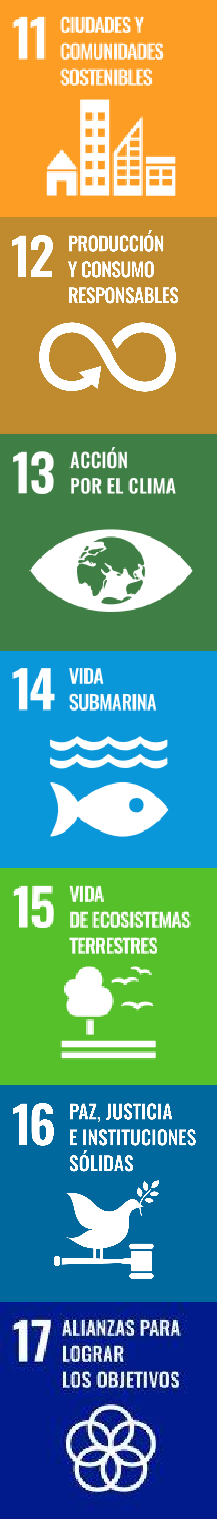 11 CIUDADES Y
COMUNIDADES
SOSTENIBLES
12 PRODUCCIÓN
Y CONSUMO
RESPONSABLES
13 ACCIÓN
POR EL CLIMA
14 VIDA
SUBMARINA
15 VIDA
DE ECOSISTEMAS
TERRESTRES
16 PAZ, JUSTICIA
E INSTITUCIONES
SÓLIDAS
17 ALIANZAS PARA
LOGRAR
LOS OBJETIVOS